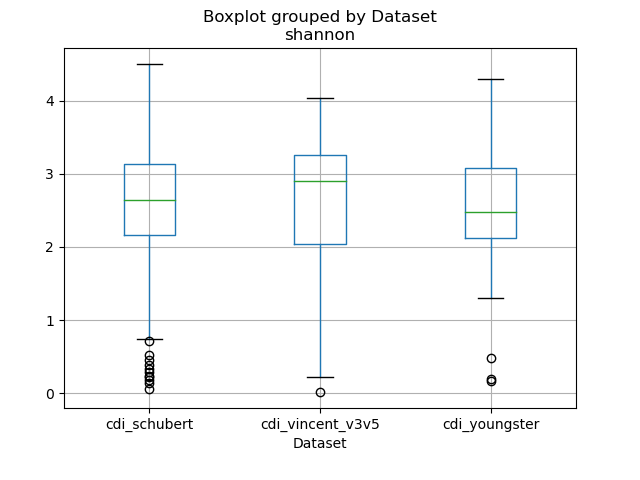 Boxplot grouped by Dataset
shannon
4
3
2
1
0
cdi_schubert
cdi_vincent_v3v5
cdi_youngster
Dataset